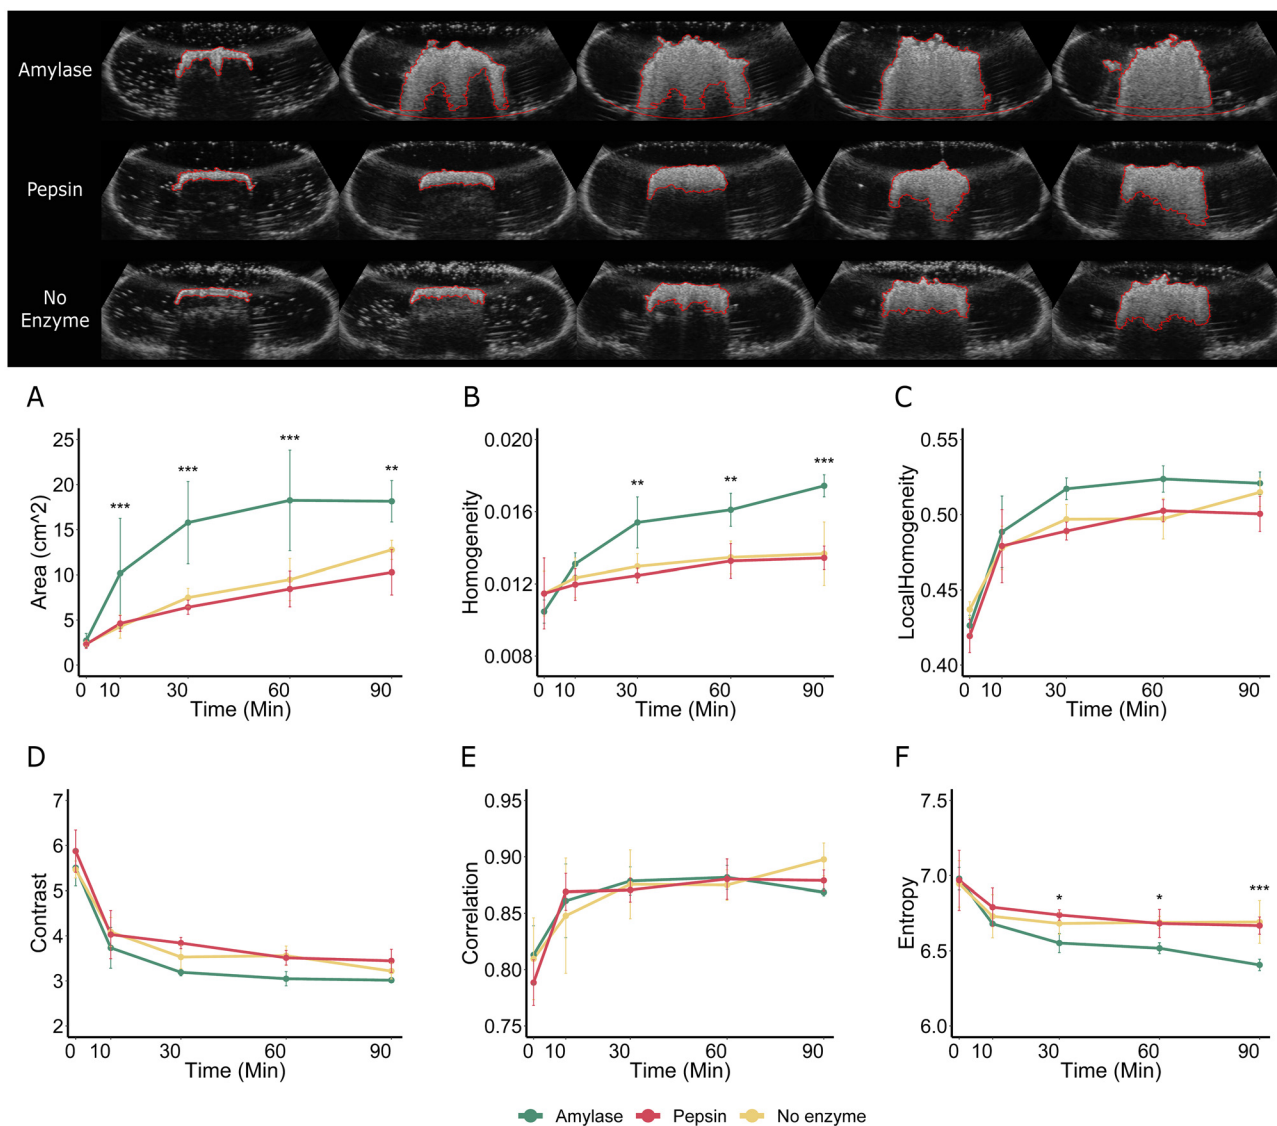 Amylase
Pepsin
No
Enzyme
A
B
C
Area (cm^2)
25
20
15
10
5
0
***
***
***
**
0 10 30 60 90
Time (Min)
Homogeneity
0.020
0.016
0.012
0.008
**
**
***
0 10 30 60 90
Time (Min)
LocalHomogeneity
0.55
0.50
0.45
0.40
0 10 30 60 90
Time (Min)
D
E
F
Contrast
7
6
5
4
3
2
0 10 30 60 90
Time (Min)
Correlation
0.95
0.90
0.85
0.80
0.75
0 10 30 60 90
Time (Min)
Entropy
7.5
7.0
6.5
6.0
*
*
***
0 10 30 60 90
Time (Min)
Amylase Pepsin No enzyme